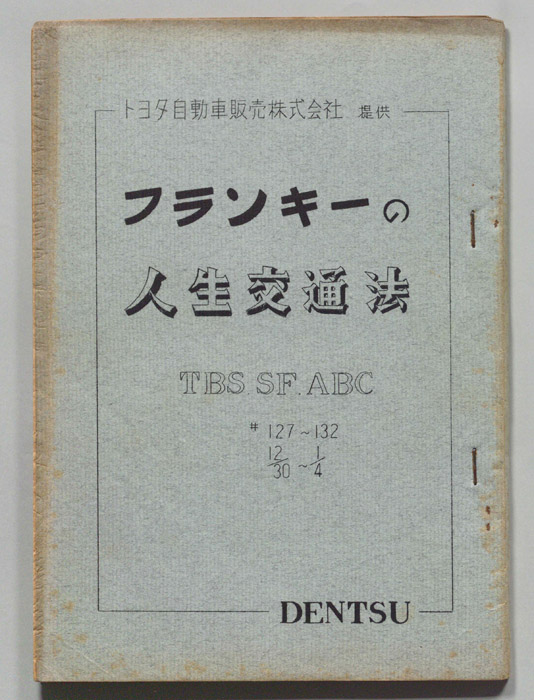 トヨタ自動車販売株式会社 提供
フランキーの
人生交通法
TBS. SF. ABC
# 127~132
12/30~1/4
DENTSU